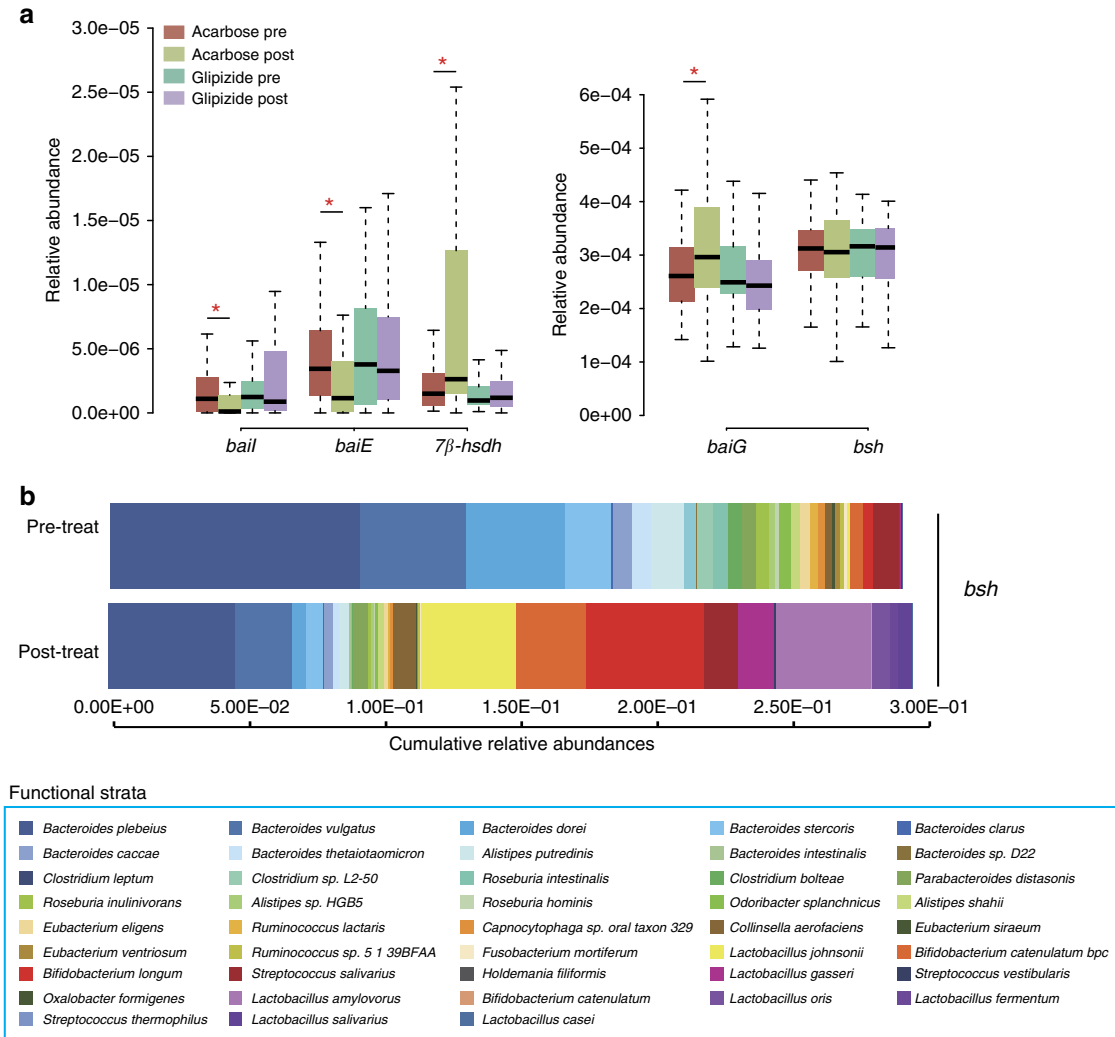 a
3.0e−05
2.5e−05
2.0e−05
1.5e−05
1.0e−05
5.0e−06
0.0e+00
Relative abundance
Acarbose pre
Acarbose post
Glipizide pre
Glipizide post
*
*
*
baiI
baiE
7β-hsdh
6e−04
5e−04
4e−04
3e−04
2e−04
1e−04
0e+00
Relative abundance
*
baiG
bsh
b
Pre-treat
Post-treat
bsh
0.00E+00 5.00E−02 1.00E−01 1.50E−01 2.00E−01 2.50E−01 3.00E−01
Cumulative relative abundances
Functional strata
Bacteroides plebeius Bacteroides vulgatus Bacteroides dorei Bacteroides stercoris Bacteroides clarus
Bacteroides caccae Bacteroides thetaiotaomicron Alistipes putredinis Bacteroides intestinalis Bacteroides sp. D22
Clostridium leptum Clostridium sp. L2-50 Roseburia intestinalis Clostridium bolteae Parabacteroides distasonis
Roseburia inulinivorans Alistipes sp. HGB5 Roseburia hominis Odoribacter splanchnicus Alistipes shahii
Eubacterium eligens Ruminococcus lactaris Capnocytophaga sp. oral taxon 329 Collinsella aerofaciens Eubacterium siraeum
Eubacterium ventriosum Ruminococcus sp. 5 1 39BFAA Fusobacterium mortiferum Lactobacillus johnsonii Bifidobacterium catenulatum bpc
Bifidobacterium longum Streptococcus salivarius Holdemania filiformis Lactobacillus gasseri Streptococcus vestibularis
Oxalobacter formigenes Lactobacillus amylovorus Bifidobacterium catenulatum Lactobacillus oris Lactobacillus fermentum
Streptococcus thermophilus Lactobacillus salivarius Lactobacillus casei